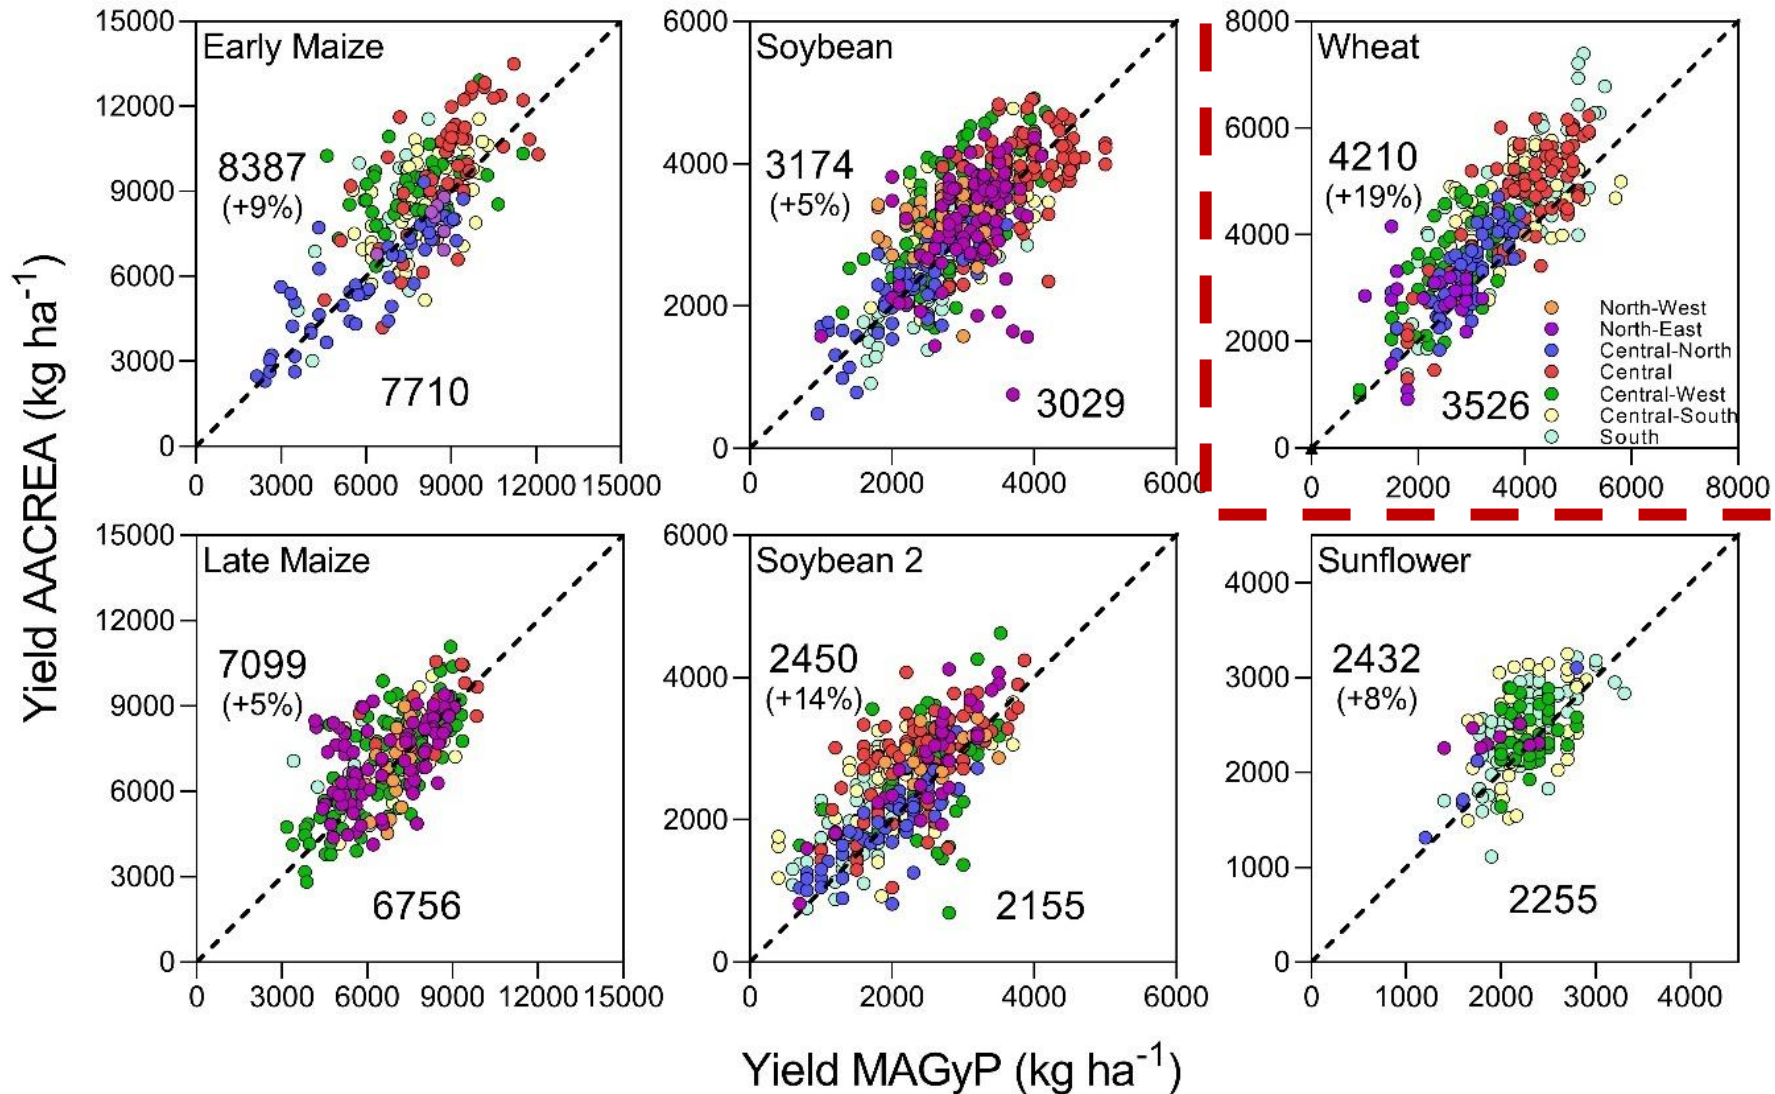 Yield AACREA (kg ha-1)
Early Maize
15000
12000
9000
6000
3000
0
8387
(+9%)
7710
0 3000 6000 9000 12000 15000
Soybean
6000
4000
2000
0
3174
(+5%)
3029
0 2000 4000 6000
Wheat
8000
6000
4000
2000
0
4210
(+19%)
3526
North-West
North-East
Central-North
Central
Central-West
Central-South
South
0 2000 4000 6000 8000
Late Maize
15000
12000
9000
6000
3000
0
7099
(+5%)
6756
0 3000 6000 9000 12000 15000
Soybean 2
6000
4000
2000
0
2450
(+14%)
2155
0 2000 4000 6000
Sunflower
4000
3000
2000
1000
0
2432
(+8%)
2255
0 1000 2000 3000 4000
Yield MAGyP (kg ha-1)